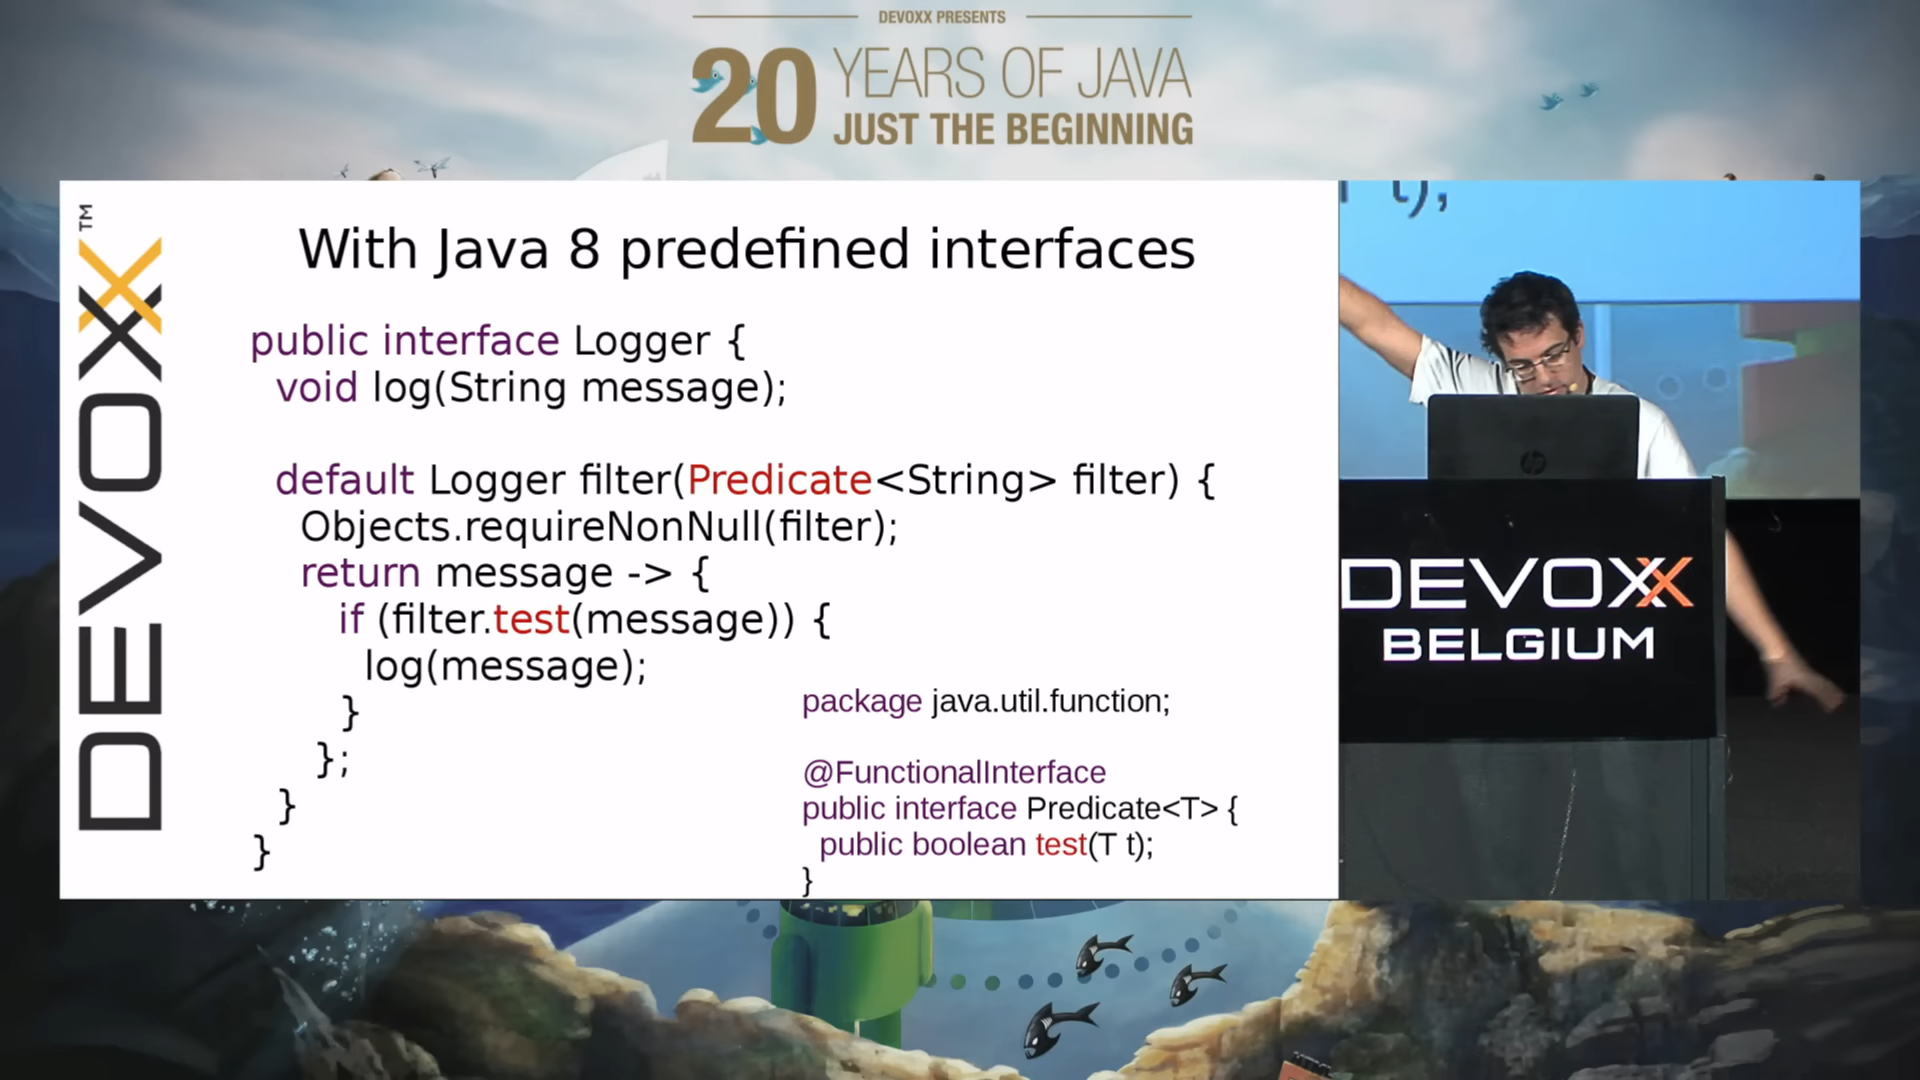 DEVOXX PRESENTS
20 YEARS OF JAVA
JUST THE BEGINNING
DEVOXX™
With Java 8 predefined interfaces
public interface Logger {
void log(String message);
default Logger filter(Predicate<String> filter) {
Objects.requireNonNull(filter);
return message -> {
if (filter.test(message)) {
log(message);
}
};
}
}
package java.util.function;
@FunctionalInterface
public interface Predicate<T> {
public boolean test(T t);
}
t);
hp
DEVOXX
BELGIUM